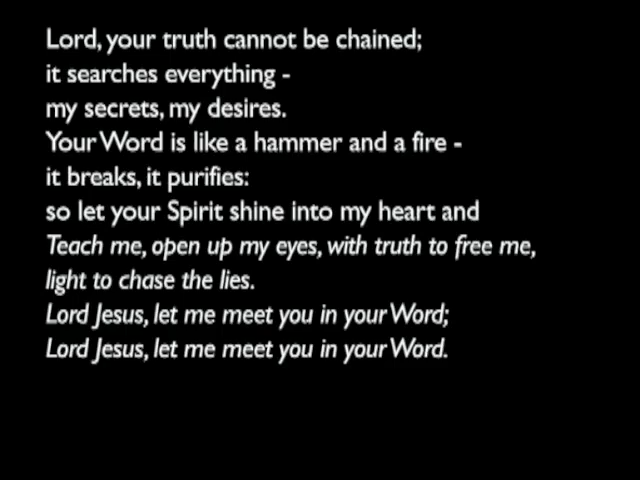 Lord, your truth cannot be chained;
it searches everything -
my secrets, my desires.
Your Word is like a hammer and a fire -
it breaks, it purifies:
so let your Spirit shine into my heart and
Teach me, open up my eyes, with truth to free me,
light to chase the lies.
Lord Jesus, let me meet you in your Word;
Lord Jesus, let me meet you in your Word.